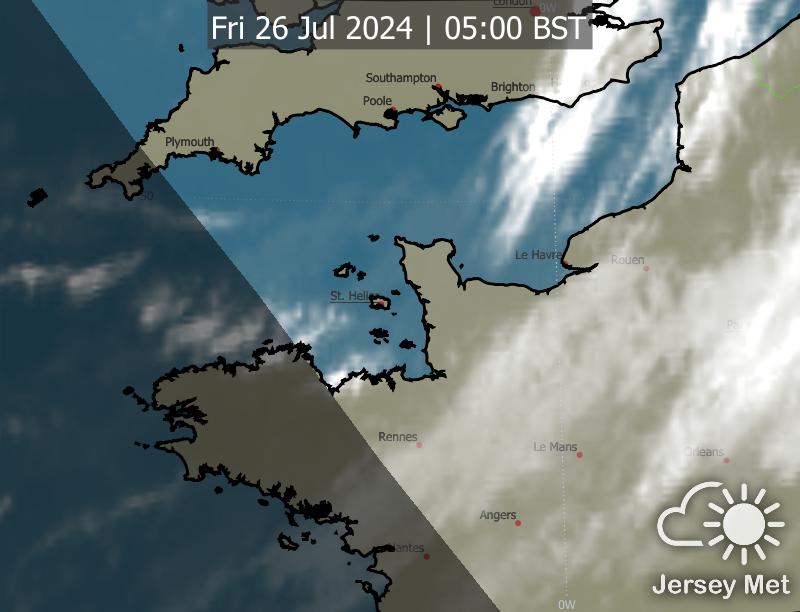 London
0W
Fri 26 Jul 2024 | 05:00 BST
Southampton
Brighton
Poole
Plymouth
50
Le Havre
Rouen
St. Helier
Rennes
Le Mans
Orleans
Angers
Nantes
Jersey Met
0W